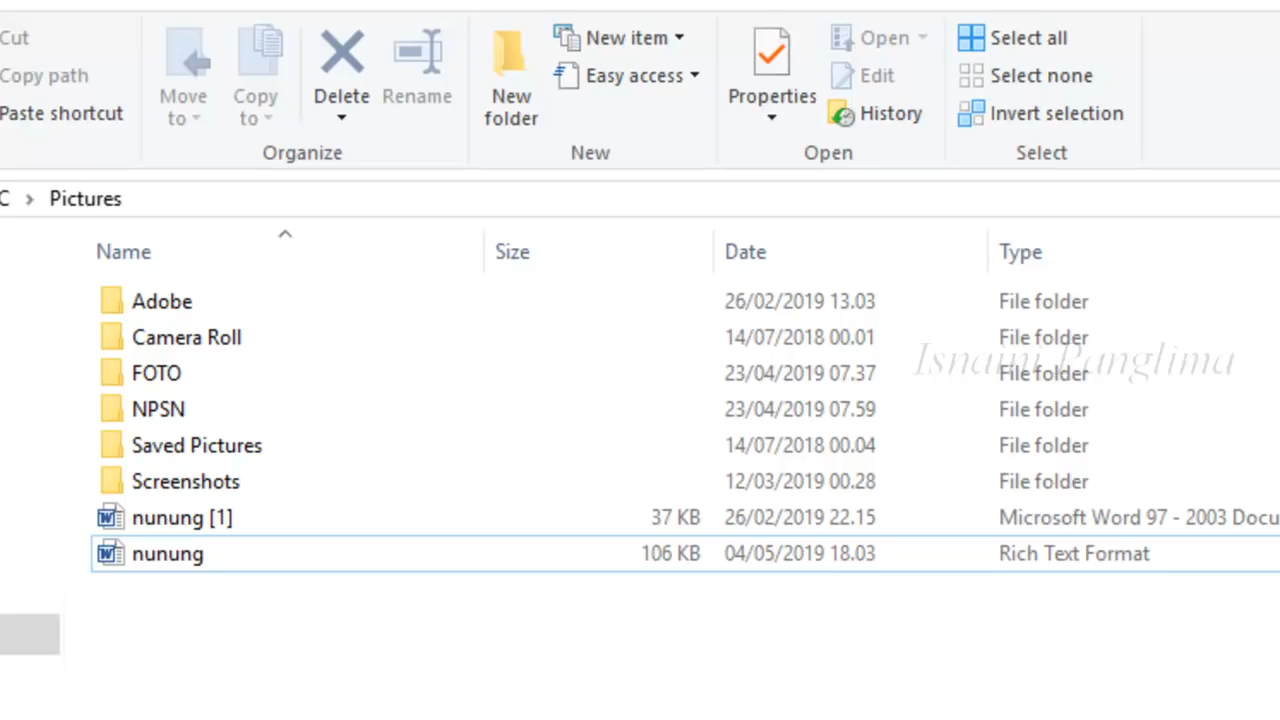 Cut
Copy path
Paste shortcut
Move to
Copy to
Delete
Rename
Organize
New folder
New item
Easy access
New
Properties
Open
Edit
History
Open
Select all
Select none
Invert selection
Select
C > Pictures
Name Size Date Type
Adobe 26/02/2019 13.03 File folder
Camera Roll 14/07/2018 00.01 File folder
Isnaini Panglima
FOTO 23/04/2019 07.37 File folder
NPSN 23/04/2019 07.59 File folder
Saved Pictures 14/07/2018 00.04 File folder
Screenshots 12/03/2019 00.28 File folder
nunung [1] 37 KB 26/02/2019 22.15 Microsoft Word 97 - 2003 Docu
nunung 106 KB 04/05/2019 18.03 Rich Text Format